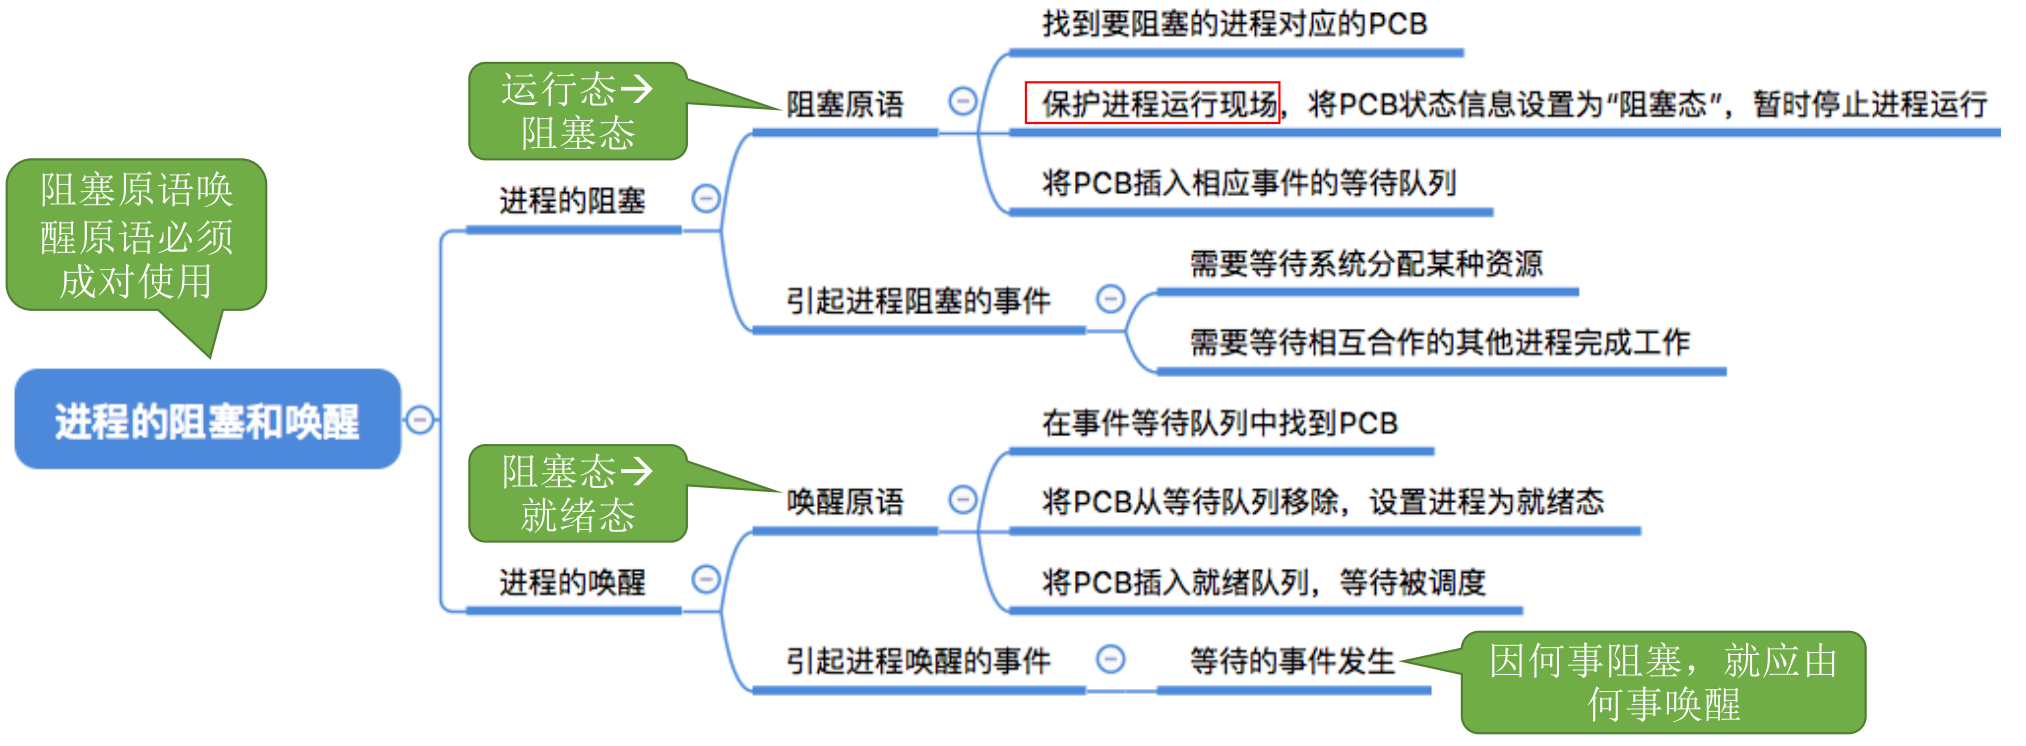 阻塞原语唤
醒原语必须
成对使用
进程的阻塞和唤醒
进程的阻塞
运行态→
阻塞态
阻塞原语
找到要阻塞的进程对应的PCB
保护进程运行现场，将PCB状态信息设置为“阻塞态”，暂时停止进程运行
将PCB插入相应事件的等待队列
引起进程阻塞的事件
需要等待系统分配某种资源
需要等待相互合作的其他进程完成工作
进程的唤醒
阻塞态→
就绪态
唤醒原语
在事件等待队列中找到PCB
将PCB从等待队列移除，设置进程为就绪态
将PCB插入就绪队列，等待被调度
引起进程唤醒的事件
等待的事件发生
因何事阻塞，就应由
何事唤醒